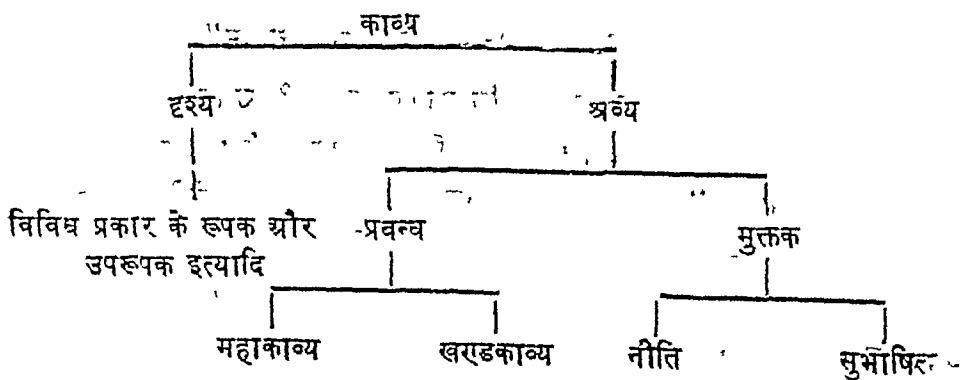 काव्य
दृश्य
श्रव्य
विविध प्रकार के रूपक और
उपरूपक इत्यादि
प्रबन्ध
मुक्तक
महाकाव्य
खण्डकाव्य
नीति
सुभाषित